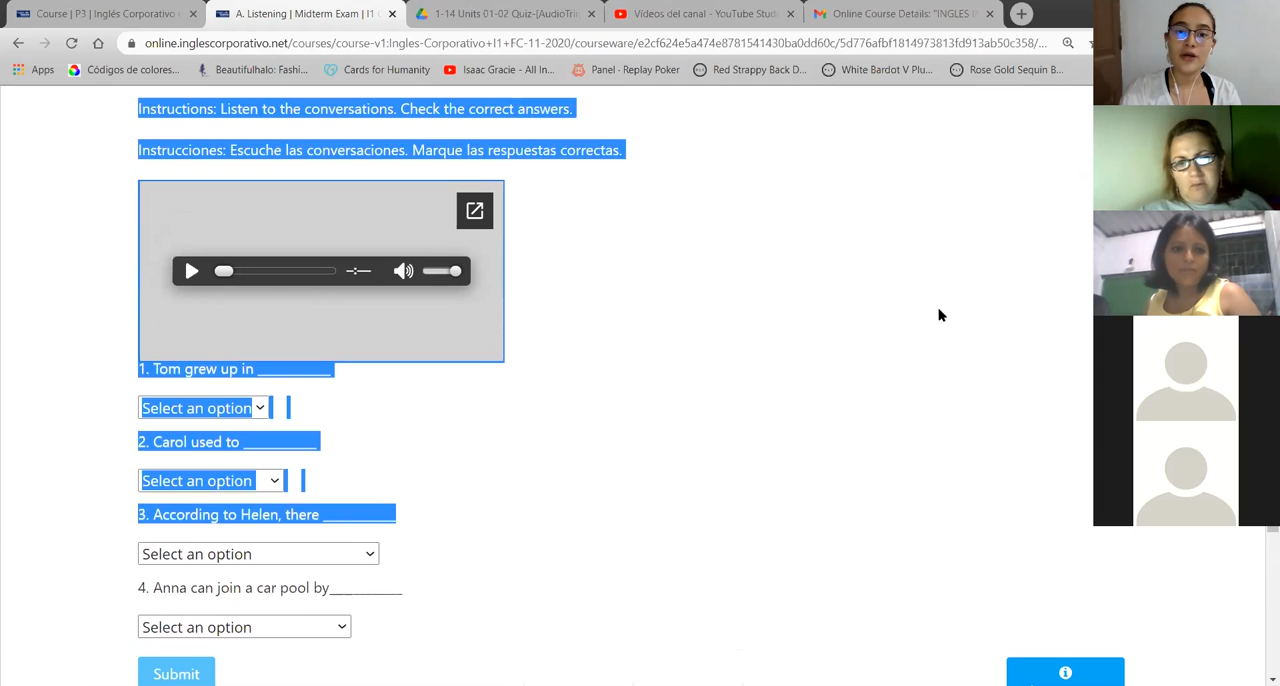 Course | P3 | Inglés Corporativo
A. Listening | Midterm Exam | I1
1-14 Units 01-02 Quiz-[AudioTrim
Vídeos del canal - YouTube Stud
Online Course Details: "INGLES I
online.inglescorporativo.net/courses/course-v1:Ingles-Corporativo+I1+FC-11-2020/courseware/e2cf624e5a474e8781541430ba0dd60c/5d776afbf1814973813fd913ab50c358/...
Apps
Códigos de colores...
Beautifulhalo: Fashi...
Cards for Humanity
Isaac Gracie - All In...
Panel · Replay Poker
Red Strappy Back D...
White Bardot V Plu...
Rose Gold Sequin B...
Instructions: Listen to the conversations. Check the correct answers.
Instrucciones: Escuche las conversaciones. Marque las respuestas correctas.
-:-
1. Tom grew up in __________
Select an option
2. Carol used to __________
Select an option
3. According to Helen, there __________
Select an option
4. Anna can join a car pool by__________
Select an option
Submit